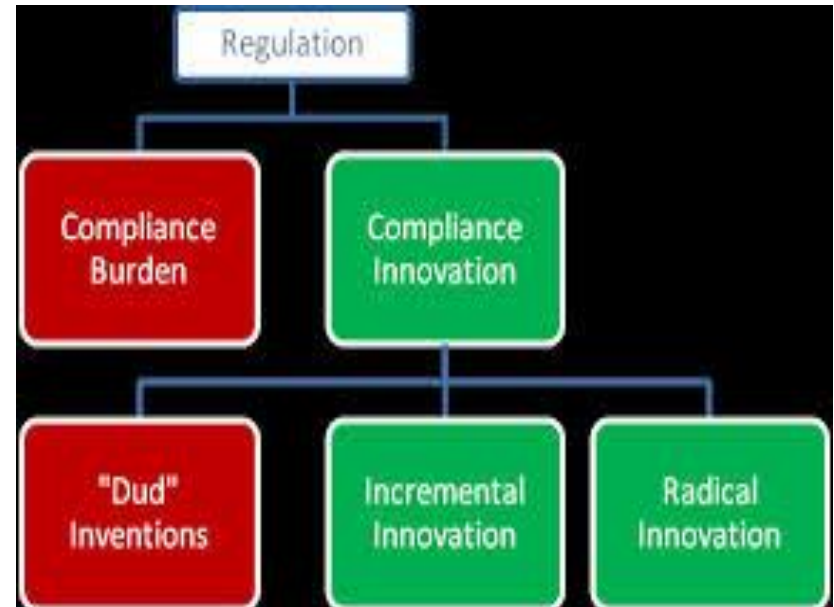 Regulation
Compliance
Burden
Compliance
Innovation
"Dud"
Inventions
Incremental
Innovation
Radical
Innovation